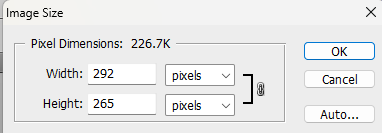 Image Size
Pixel Dimensions: 226.7K
OK
Width: 292 pixels
Cancel
Height: 265 pixels
Auto...